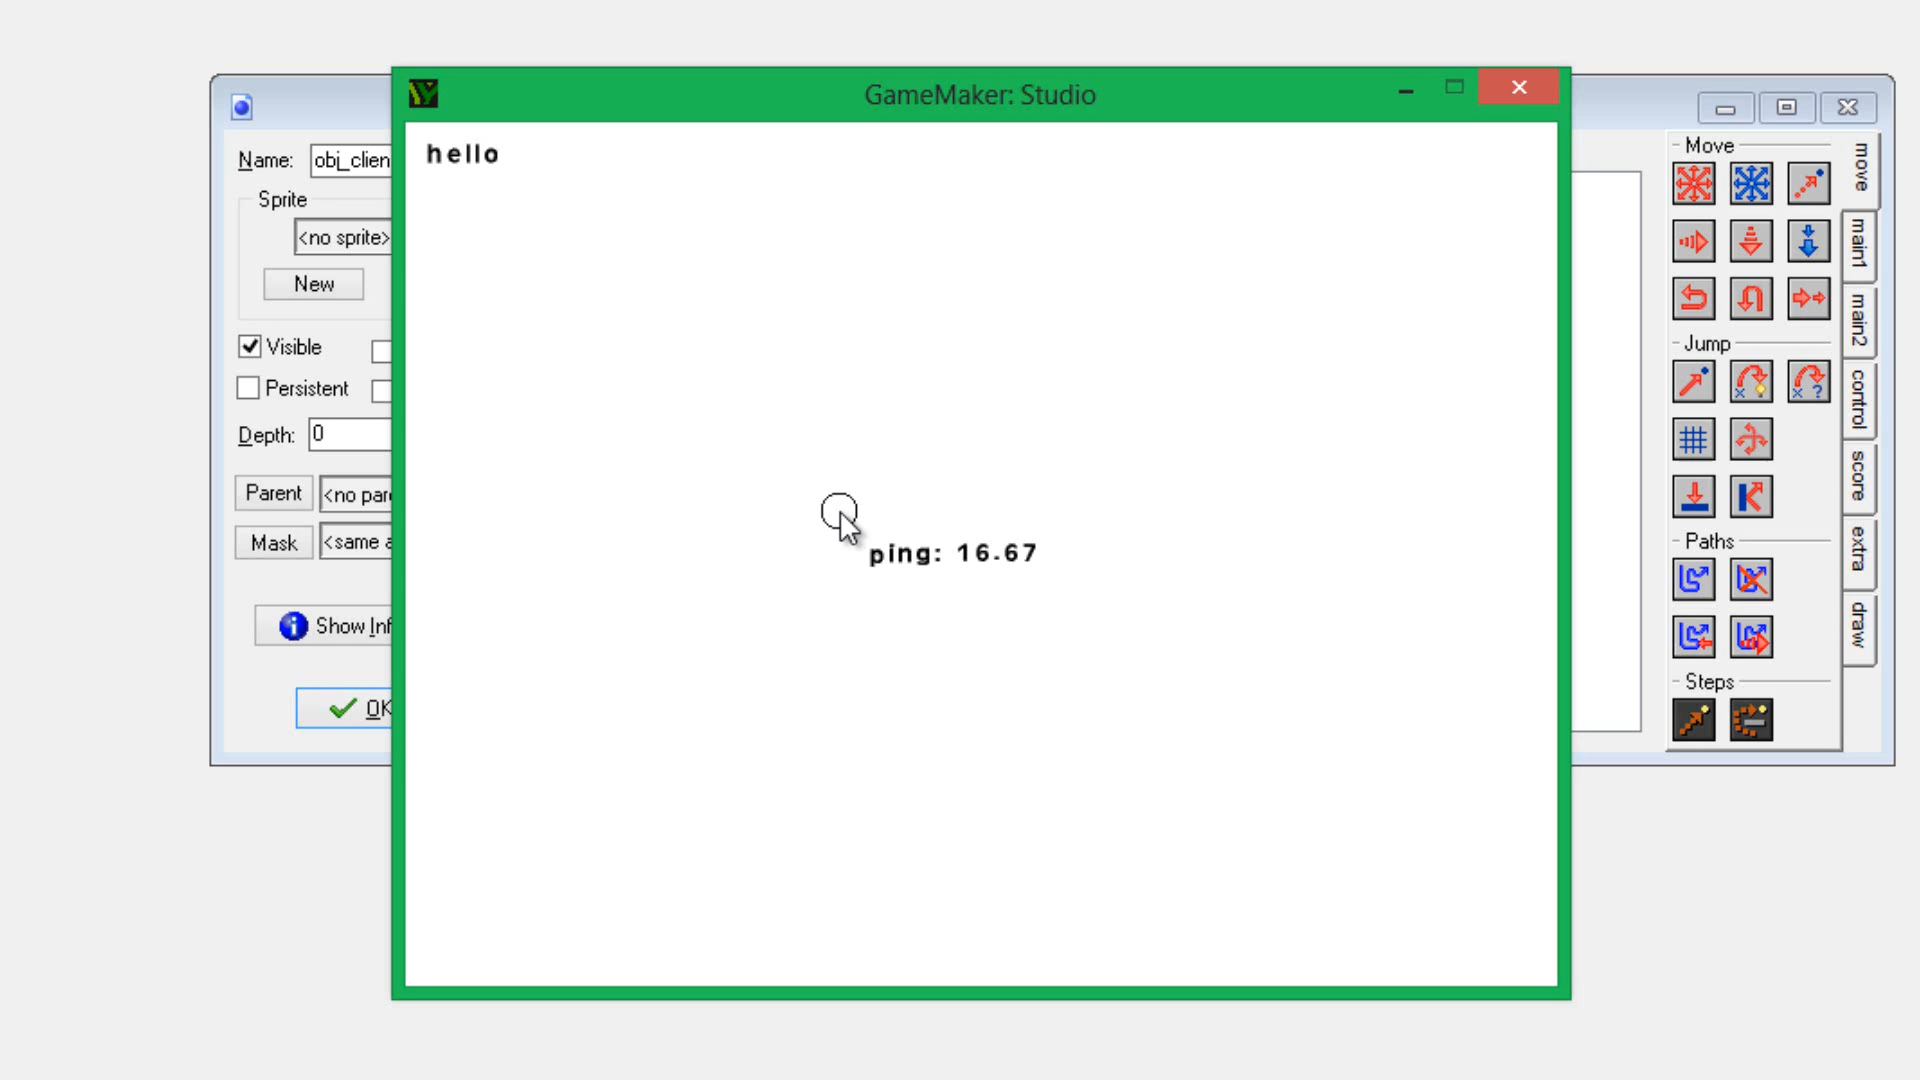 GameMaker: Studio
hello
ping: 16.67
Name: obj_clien
Sprite
<no sprite>
New
Visible
Persistent
Depth: 0
Parent <no par
Mask <same a
Show Inf
OK
Move
Jump
Paths
Steps
move
main1
main2
control
score
extra
draw